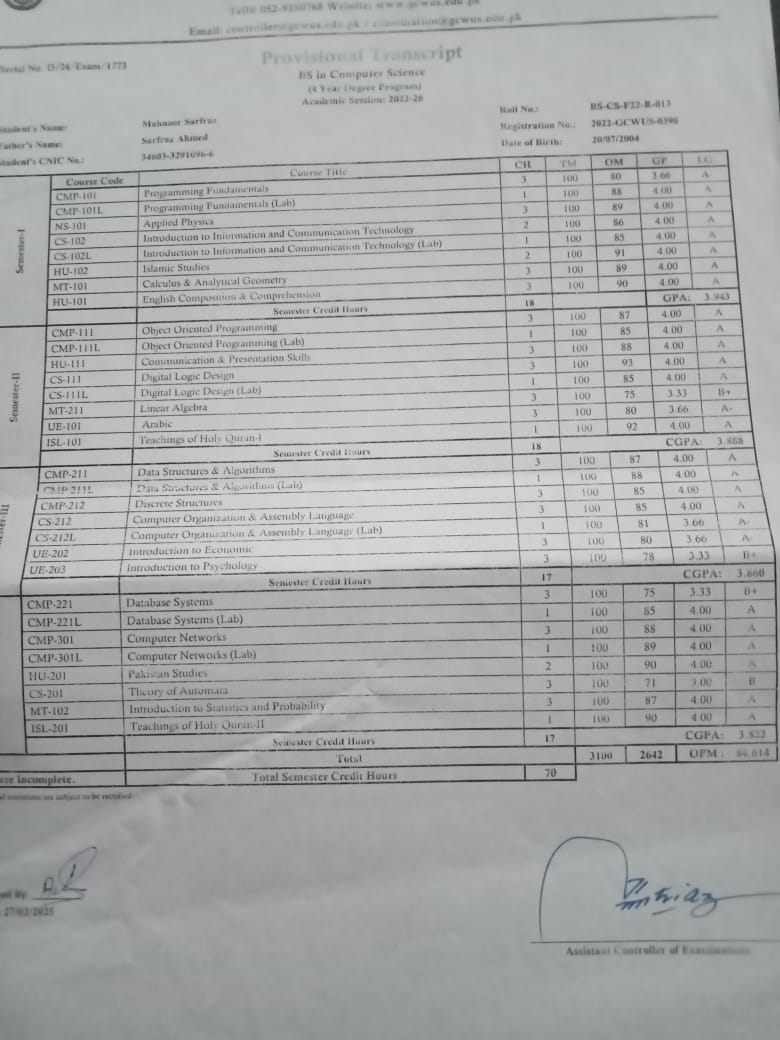 Email: controller@gcwus.edu.pk / examination@gcwus.edu.pk
Provisional Transcript
Serial No. D/24/Exam/1773
BS in Computer Science
(4 Year Degree Program)
Academic Session: 2022-26
Student's Name: Mahnoor Sarfraz Roll No.: BS-CS-F22-R-013
Father's Name: Sarfraz Ahmed Registration No.: 2022-GCWUS-0390
Student's CNIC No.: 34603-3291096-6 Date of Birth: 20/07/2004
Course Code Course Title CH TM OM GP LG
Semester-I
CMP-101 Programming Fundamentals 3 100 80 3.66 A-
CMP-101L Programming Fundamentals (Lab) 1 100 88 4.00 A
NS-101 Applied Physics 3 100 89 4.00 A
CS-102 Introduction to Information and Communication Technology 2 100 86 4.00 A
CS-102L Introduction to Information and Communication Technology (Lab) 1 100 85 4.00 A
HU-102 Islamic Studies 2 100 91 4.00 A
MT-101 Calculus & Analytical Geometry 3 100 89 4.00 A
HU-101 English Composition & Comprehension 3 100 90 4.00 A
Semester Credit Hours 18 GPA: 3.943
Semester-II
CMP-111 Object Oriented Programming 3 100 87 4.00 A
CMP-111L Object Oriented Programming (Lab) 1 100 85 4.00 A
HU-111 Communication & Presentation Skills 3 100 88 4.00 A
CS-111 Digital Logic Design 3 100 93 4.00 A
CS-111L Digital Logic Design (Lab) 1 100 85 4.00 A
MT-211 Linear Algebra 3 100 75 3.33 B+
UE-101 Arabic 3 100 80 3.66 A-
ISL-101 Teachings of Holy Quran-I 1 100 92 4.00 A
Semester Credit Hours 18 CGPA: 3.868
CMP-211 Data Structures & Algorithms 3 100 87 4.00 A
CMP-211L Data Structures & Algorithms (Lab) 1 100 88 4.00 A
CMP-212 Discrete Structures 3 100 85 4.00 A
CS-212 Computer Organization & Assembly Language 3 100 85 4.00 A
CS-212L Computer Organization & Assembly Language (Lab) 1 100 81 3.66 A-
UE-202 Introduction to Economic 3 100 80 3.66 A-
UE-203 Introduction to Psychology 3 100 78 3.33 B+
Semester Credit Hours 17 CGPA: 3.860
CMP-221 Database Systems 3 100 75 3.33 B+
CMP-221L Database Systems (Lab) 1 100 85 4.00 A
CMP-301 Computer Networks 3 100 88 4.00 A
CMP-301L Computer Networks (Lab) 1 100 89 4.00 A
HU-201 Pakistan Studies 2 100 90 4.00 A
CS-201 Theory of Automata 3 100 71 3.00 B
MT-102 Introduction to Statistics and Probability 3 100 87 4.00 A
ISL-201 Teachings of Holy Quran-II 1 100 90 4.00 A
Semester Credit Hours 17 CGPA: 3.822
Total 3100 2642 OPM:
incomplete. Total Semester Credit Hours 70
are subject to be rectified.
By:
27/02/2025
Assistant Controller of Examinations